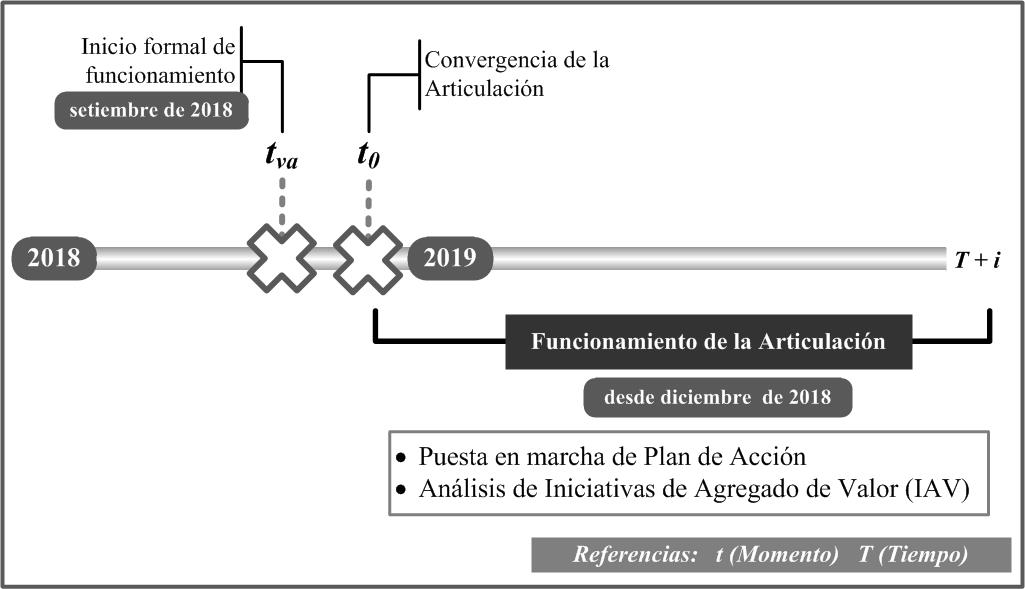 Inicio formal de
funcionamiento
setiembre de 2018
Convergencia de la
Articulación
tva
t0
2018
2019
T + i
Funcionamiento de la Articulación
desde diciembre de 2018
• Puesta en marcha de Plan de Acción
• Análisis de Iniciativas de Agregado de Valor (IAV)
Referencias: t (Momento) T (Tiempo)